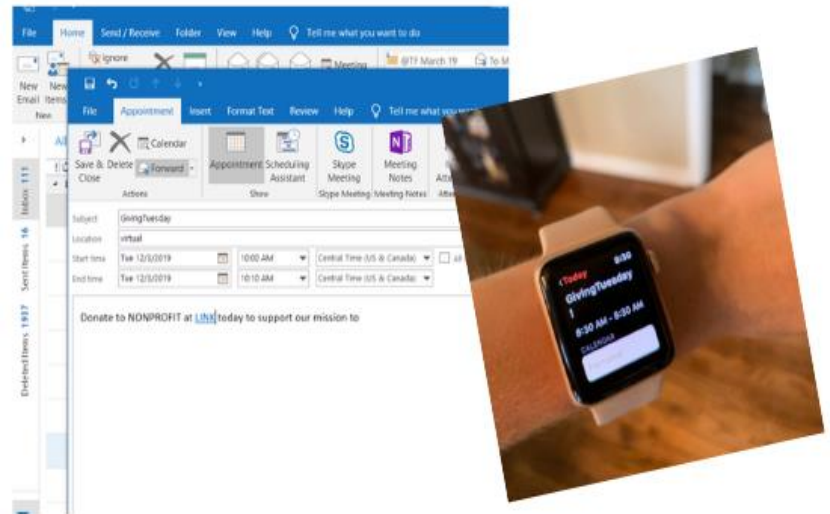 File Home Send / Receive Folder View Help Tell me what you want to do
Ignore
Meeting @T? March 19 To M
New Email
New Items
New
File Appointment Insert Format Text Review Help Tell me what you want
Calendar
Save & Close Delete Forward Appointment Scheduling Assistant Skype Meeting Meeting Notes
Actions Show Skype Meeting Meeting Notes
Subject GivingTuesday
Location virtual
Start time Tue 12/3/2019 10:00 AM Central Time (US & Canada)
End time Tue 12/3/2019 10:10 AM Central Time (US & Canada)
Donate to NONPROFIT at LINK today to support our mission to
Inbox 111
Sent Items 16
Deleted Items 1937
<Today 8:30
GivingTuesday
!
8:30 AM - 8:30 AM
CALENDAR